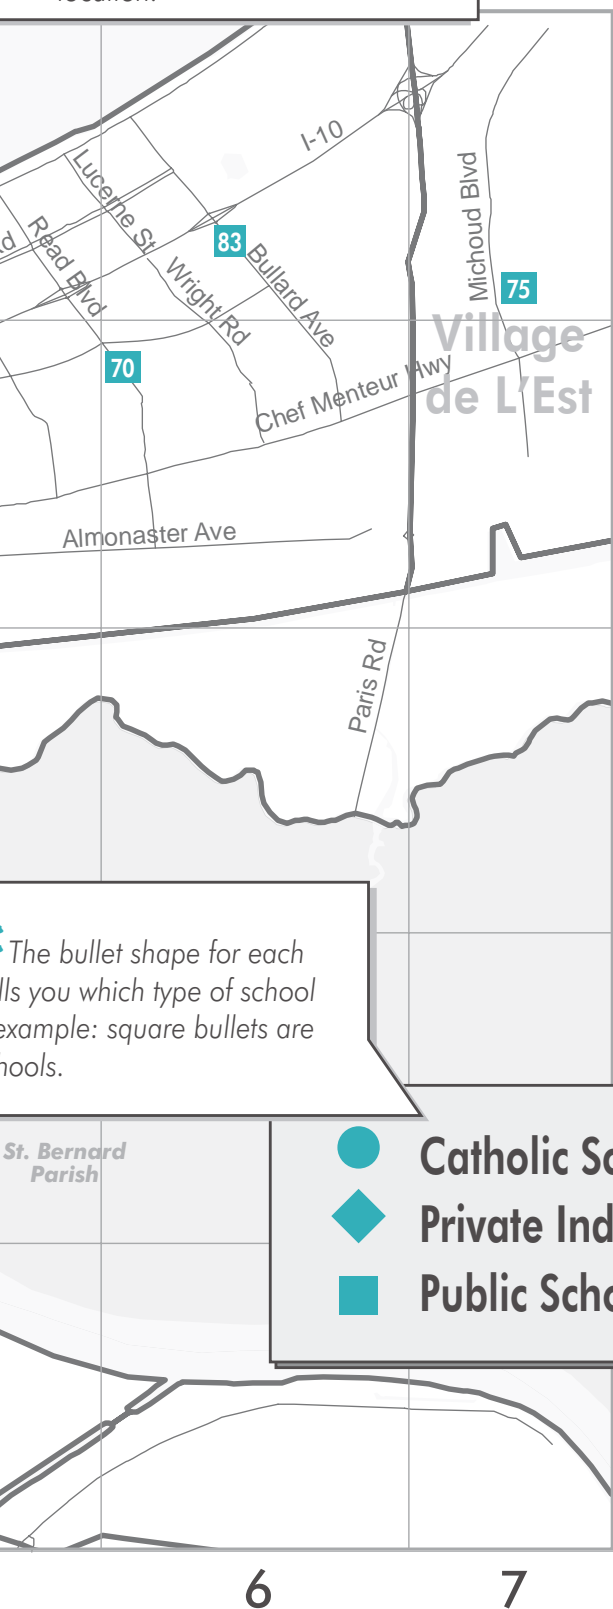 location.
I-10
Lucerne St
Michoud Blvd
Rd
Read Blvd
83
Bullard Ave
Wright Rd
75
Village
de L'Est
70
Chef Menteur Hwy
Almonaster Ave
Paris Rd
The bullet shape for each
lls you which type of school
example: square bullets are
hools.
St. Bernard
Parish
Catholic Sc
Private Ind
Public Scho
6
7